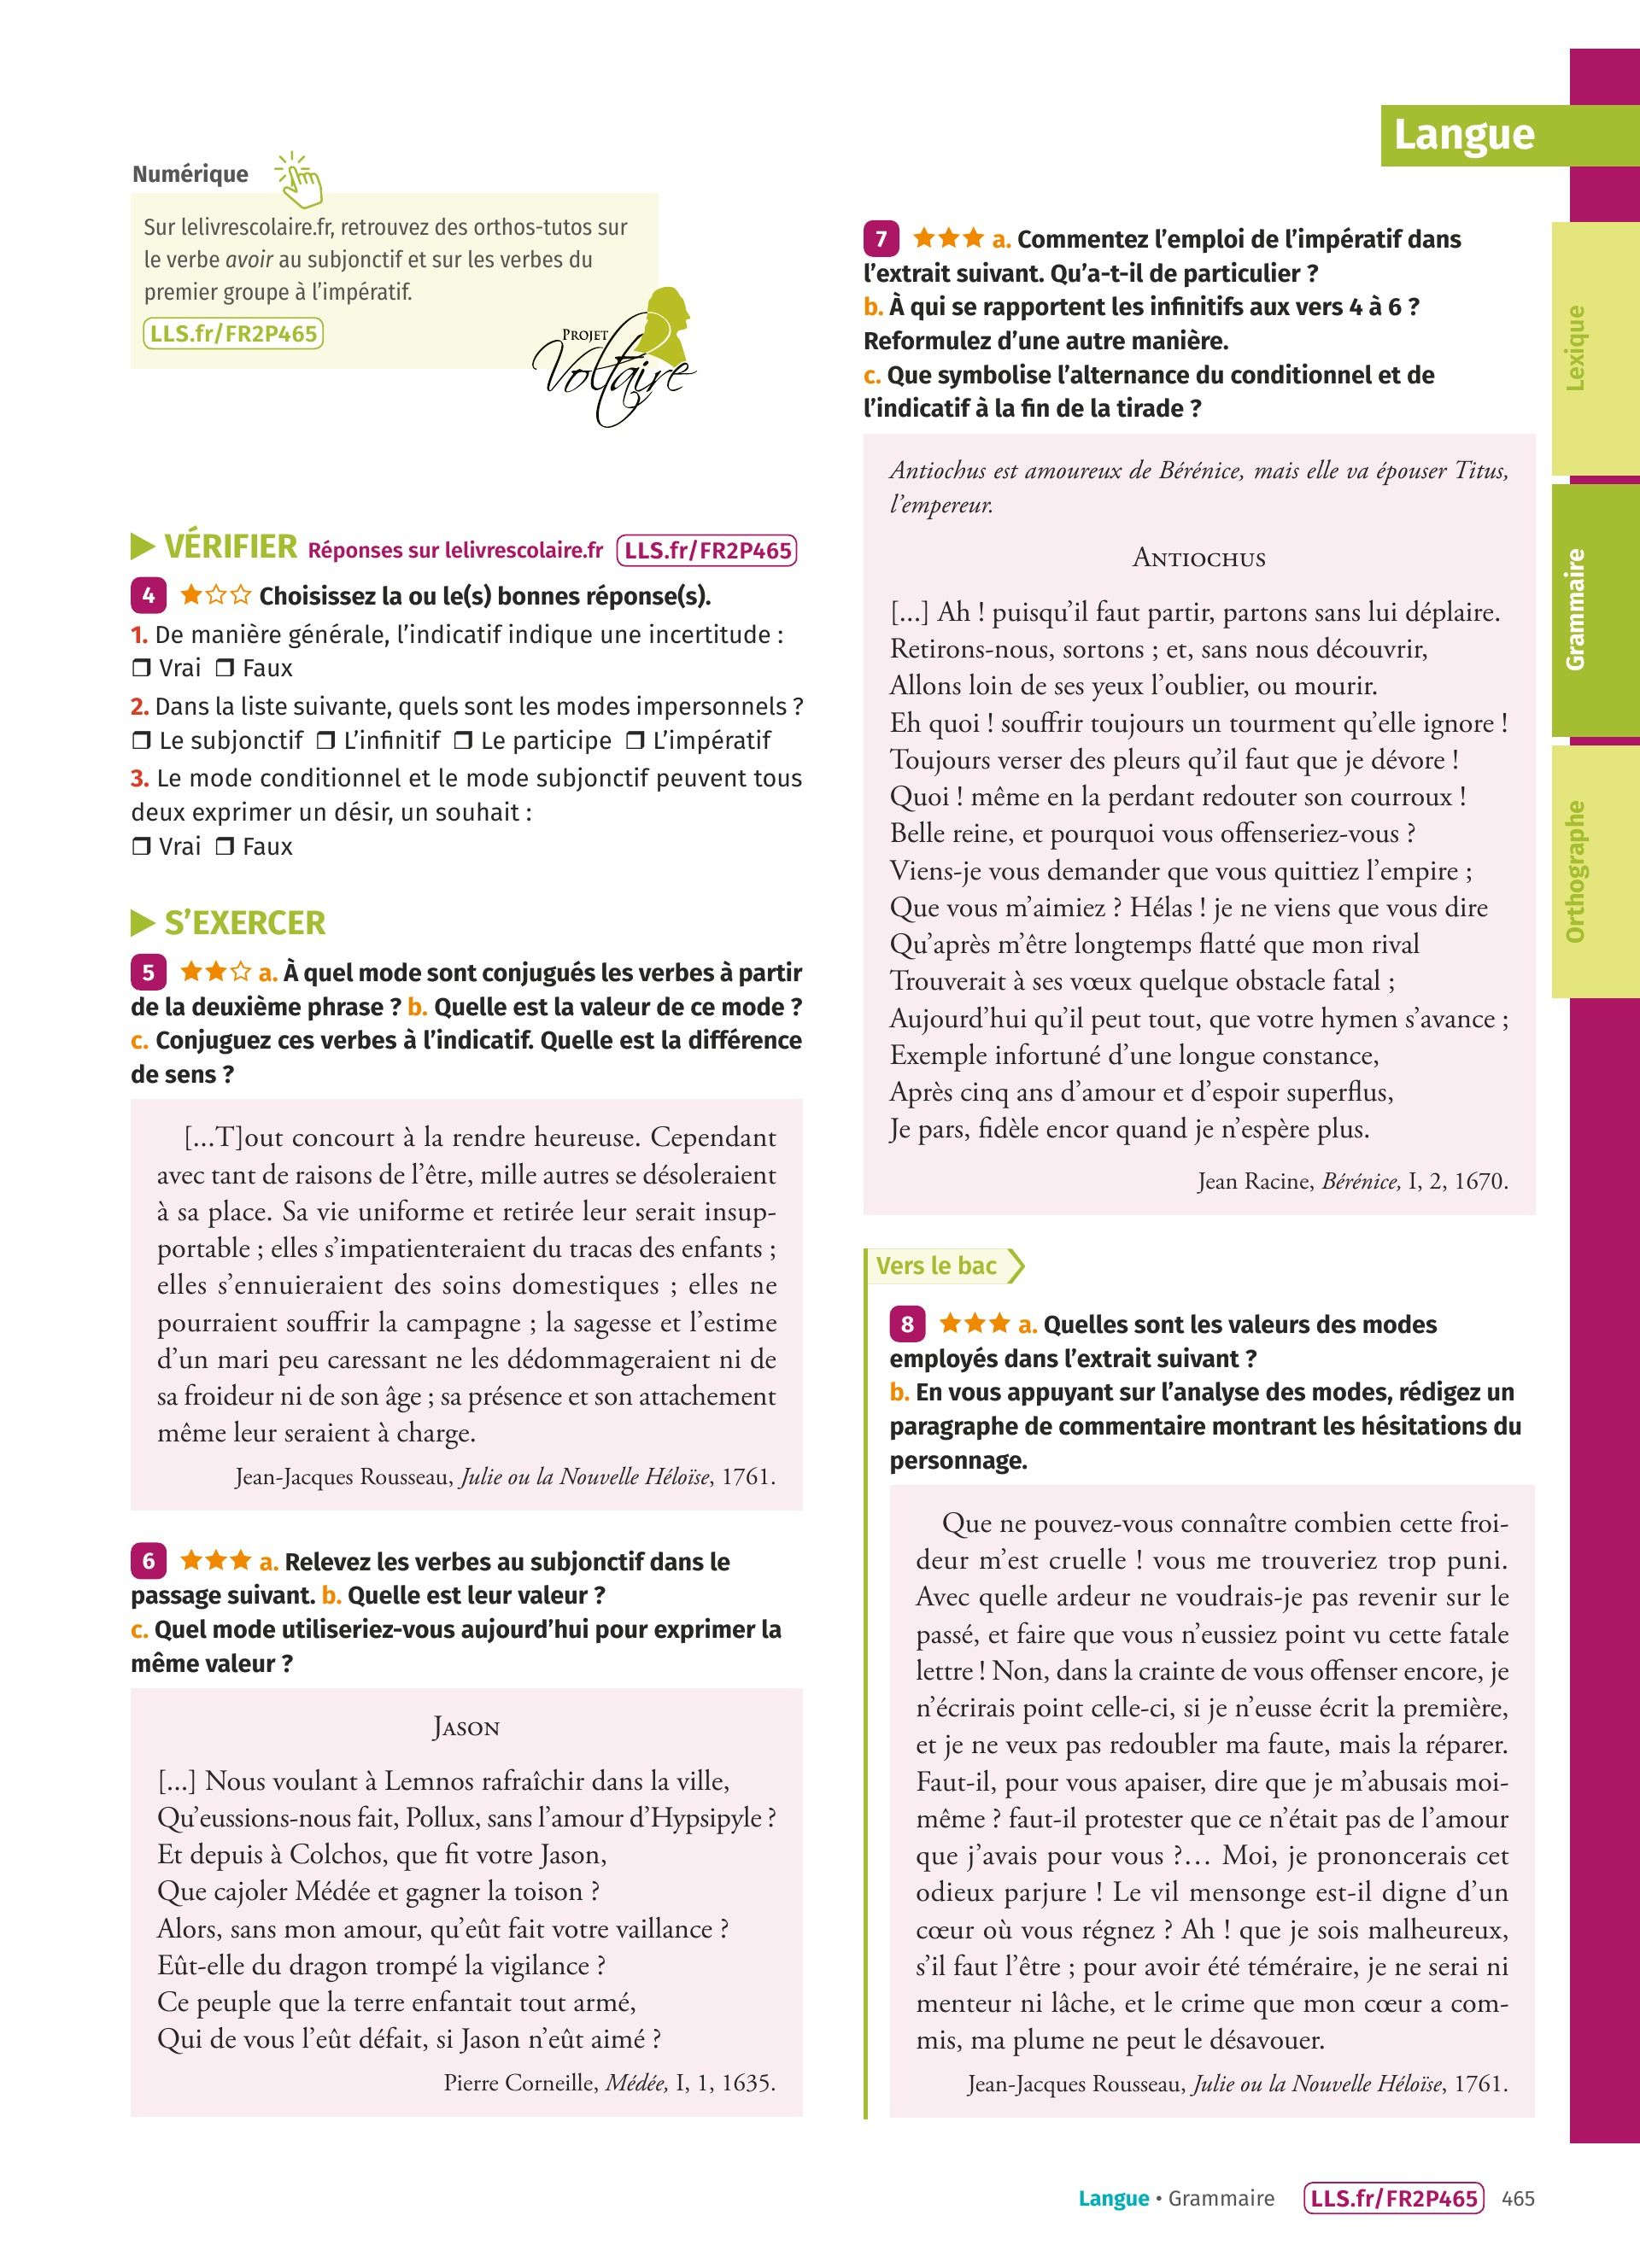 Langue
Numérique
Sur lelivrescolaire.fr, retrouvez des orthos-tutos sur
le verbe avoir au subjonctif et sur les verbes du
premier groupe à l'impératif.
LLS.fr/FR2P465
PROJET
Voltaire
▶ VÉRIFIER Réponses sur lelivrescolaire.fr LLS.fr/FR2P465
4 ★☆☆ Choisissez la ou le(s) bonnes réponse(s).
1. De manière générale, l'indicatif indique une incertitude :
❒ Vrai ❒ Faux
2. Dans la liste suivante, quels sont les modes impersonnels ?
❒ Le subjonctif ❒ L'infinitif ❒ Le participe ❒ L'impératif
3. Le mode conditionnel et le mode subjonctif peuvent tous
deux exprimer un désir, un souhait :
❒ Vrai ❒ Faux
▶ S'EXERCER
5 ★★☆ a. À quel mode sont conjugués les verbes à partir
de la deuxième phrase ? b. Quelle est la valeur de ce mode ?
c. Conjuguez ces verbes à l'indicatif. Quelle est la différence
de sens ?
[...T]out concourt à la rendre heureuse. Cependant
avec tant de raisons de l'être, mille autres se désoleraient
à sa place. Sa vie uniforme et retirée leur serait insup-
portable ; elles s'impatienteraient du tracas des enfants ;
elles s'ennuieraient des soins domestiques ; elles ne
pourraient souffrir la campagne ; la sagesse et l'estime
d'un mari peu caressant ne les dédommageraient ni de
sa froideur ni de son âge ; sa présence et son attachement
même leur seraient à charge.
Jean-Jacques Rousseau, Julie ou la Nouvelle Héloïse, 1761.
6 ★★★ a. Relevez les verbes au subjonctif dans le
passage suivant. b. Quelle est leur valeur ?
c. Quel mode utiliseriez-vous aujourd'hui pour exprimer la
même valeur ?
JASON
[...] Nous voulant à Lemnos rafraîchir dans la ville,
Qu'eussions-nous fait, Pollux, sans l'amour d'Hypsipyle ?
Et depuis à Colchos, que fit votre Jason,
Que cajoler Médée et gagner la toison ?
Alors, sans mon amour, qu'eût fait votre vaillance ?
Eût-elle du dragon trompé la vigilance ?
Ce peuple que la terre enfantait tout armé,
Qui de vous l'eût défait, si Jason n'eût aimé ?
Pierre Corneille, Médée, I, 1, 1635.
7 ★★★ a. Commentez l'emploi de l'impératif dans
l'extrait suivant. Qu'a-t-il de particulier ?
b. À qui se rapportent les infinitifs aux vers 4 à 6 ?
Reformulez d'une autre manière.
c. Que symbolise l'alternance du conditionnel et de
l'indicatif à la fin de la tirade ?
Antiochus est amoureux de Bérénice, mais elle va épouser Titus,
l'empereur.
ANTIOCHUS
[...] Ah ! puisqu'il faut partir, partons sans lui déplaire.
Retirons-nous, sortons ; et, sans nous découvrir,
Allons loin de ses yeux l'oublier, ou mourir.
Eh quoi ! souffrir toujours un tourment qu'elle ignore !
Toujours verser des pleurs qu'il faut que je dévore !
Quoi ! même en la perdant redouter son courroux !
Belle reine, et pourquoi vous offenseriez-vous ?
Viens-je vous demander que vous quittiez l'empire ;
Que vous m'aimiez ? Hélas ! je ne viens que vous dire
Qu'après m'être longtemps flatté que mon rival
Trouverait à ses vœux quelque obstacle fatal ;
Aujourd'hui qu'il peut tout, que votre hymen s'avance ;
Exemple infortuné d'une longue constance,
Après cinq ans d'amour et d'espoir superflus,
Je pars, fidèle encor quand je n'espère plus.
Jean Racine, Bérénice, I, 2, 1670.
Vers le bac
8 ★★★ a. Quelles sont les valeurs des modes
employés dans l'extrait suivant ?
b. En vous appuyant sur l'analyse des modes, rédigez un
paragraphe de commentaire montrant les hésitations du
personnage.
Que ne pouvez-vous connaître combien cette froi-
deur m'est cruelle ! vous me trouveriez trop puni.
Avec quelle ardeur ne voudrais-je pas revenir sur le
passé, et faire que vous n'eussiez point vu cette fatale
lettre ! Non, dans la crainte de vous offenser encore, je
n'écrirais point celle-ci, si je n'eusse écrit la première,
et je ne veux pas redoubler ma faute, mais la réparer.
Faut-il, pour vous apaiser, dire que je m'abusais moi-
même ? faut-il protester que ce n'était pas de l'amour
que j'avais pour vous ?... Moi, je prononcerais cet
odieux parjure ! Le vil mensonge est-il digne d'un
cœur où vous régnez ? Ah ! que je sois malheureux,
s'il faut l'être ; pour avoir été téméraire, je ne serai ni
menteur ni lâche, et le crime que mon cœur a com-
mis, ma plume ne peut le désavouer.
Jean-Jacques Rousseau, Julie ou la Nouvelle Héloïse, 1761.
Lexique
Grammaire
Orthographe
Langue • Grammaire LLS.fr/FR2P465 465